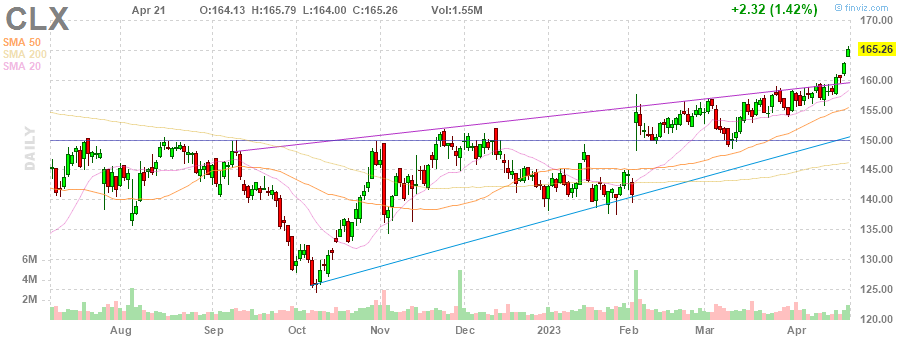 CLX
Apr 21 O:164.13 H:165.79 L:164.00 C:165.26 Vol:1.55M +2.32 (1.42%)
© finviz.com
SMA 50
SMA 200
SMA 20
DAILY
170.00
165.26
160.00
155.00
150.00
145.00
140.00
135.00
130.00
125.00
120.00
6M
4M
2M
Aug Sep Oct Nov Dec 2023 Feb Mar Apr